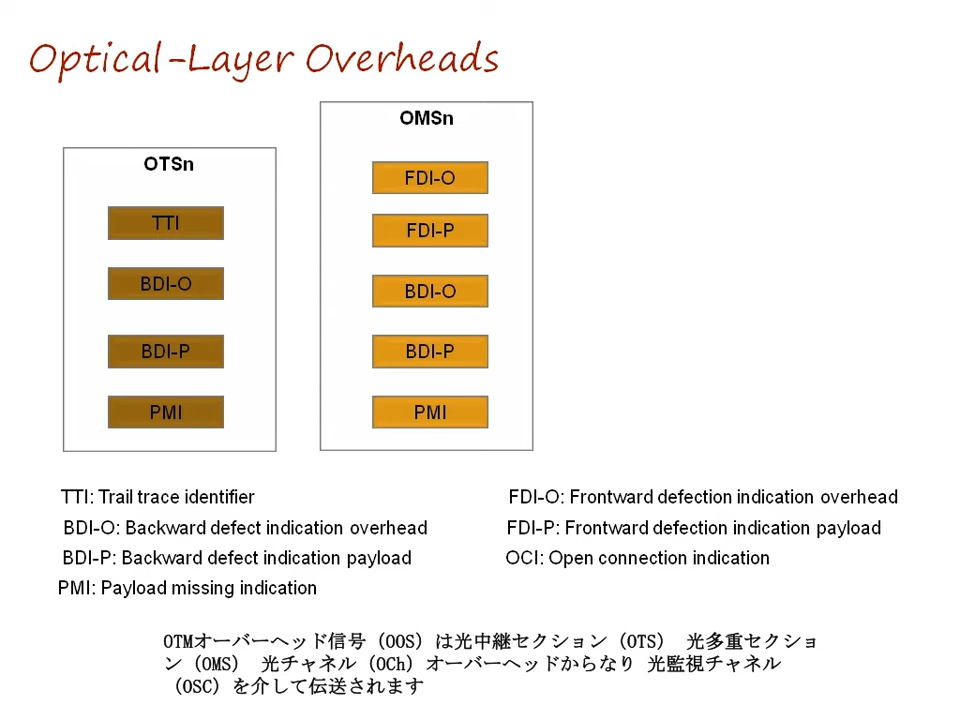 Optical-Layer Overheads
OTSn
TTI
BDI-O
BDI-P
PMI
OMSn
FDI-O
FDI-P
BDI-O
BDI-P
PMI
TTI: Trail trace identifier
BDI-O: Backward defect indication overhead
BDI-P: Backward defect indication payload
PMI: Payload missing indication
FDI-O: Frontward defection indication overhead
FDI-P: Frontward defection indication payload
OCI: Open connection indication
OTMオーバーヘッド信号（OOS）は光中継セクション（OTS） 光多重セクショ
ン（OMS） 光チャネル（OCh）オーバーヘッドからなり 光監視チャネル
（OSC）を介して伝送されます